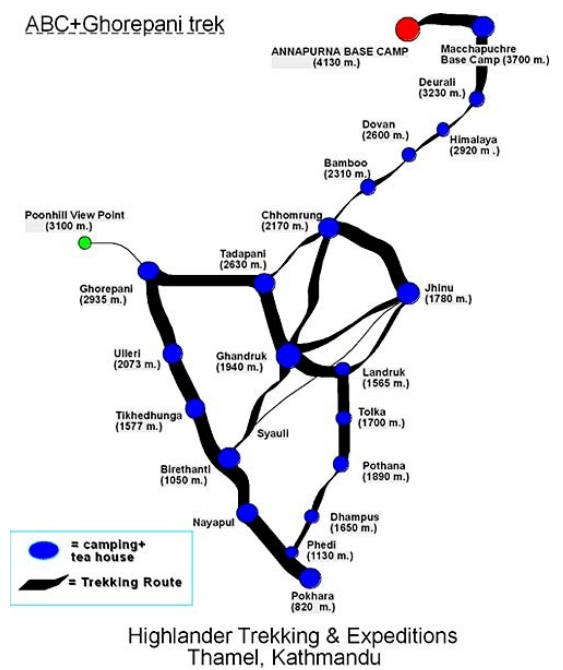 ABC+Ghorepani trek
ANNAPURNA BASE CAMP
(4130 m.)
Macchapuchre
Base Camp (3700 m.)
Deurali
(3230 m.)
Dovan
(2600 m.)
Himalaya
(2920 m .)
Bamboo
(2310 m.)
Poonhill View Point
(3100 m.)
Chhomrung
(2170 m.)
Tadapani
(2630 m.)
Ghorepani
(2935 m.)
Jhinu
(1780 m.)
Ulleri
(2073 m.)
Ghandruk
(1940 m.)
Landruk
(1565 m.)
Tikhedhunga
(1577 m.)
Tolka
(1700 m.)
Syauli
Birethanti
(1050 m.)
Pothana
(1890 m.)
Nayapul
Dhampus
(1650 m.)
Phedi
(1130 m.)
Pokhara
(820 m.)
= camping+
tea house
= Trekking Route
Highlander Trekking & Expeditions
Thamel, Kathmandu